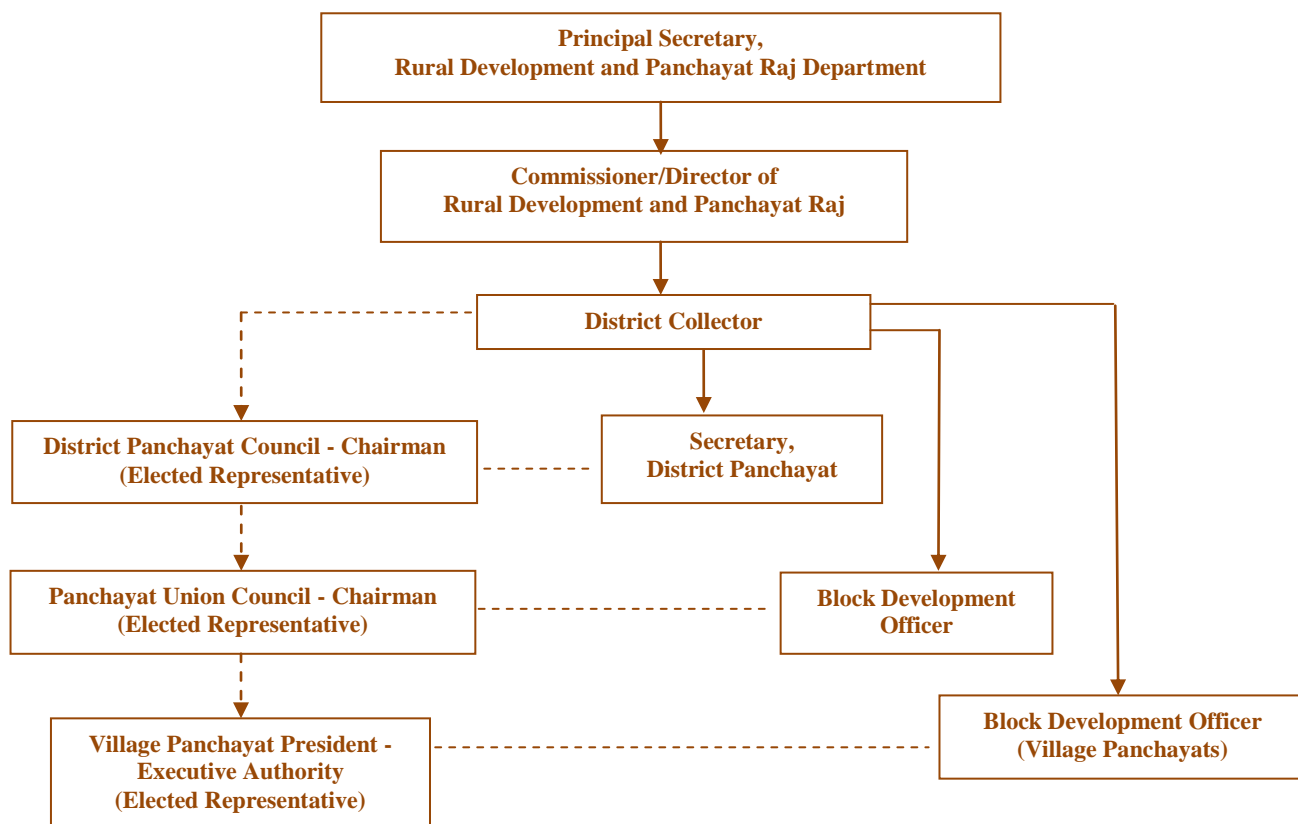 Principal Secretary,
Rural Development and Panchayat Raj Department
Commissioner/Director of
Rural Development and Panchayat Raj
District Collector
District Panchayat Council - Chairman
(Elected Representative)
Secretary,
District Panchayat
Panchayat Union Council - Chairman
(Elected Representative)
Block Development
Officer
Village Panchayat President -
Executive Authority
(Elected Representative)
Block Development Officer
(Village Panchayats)